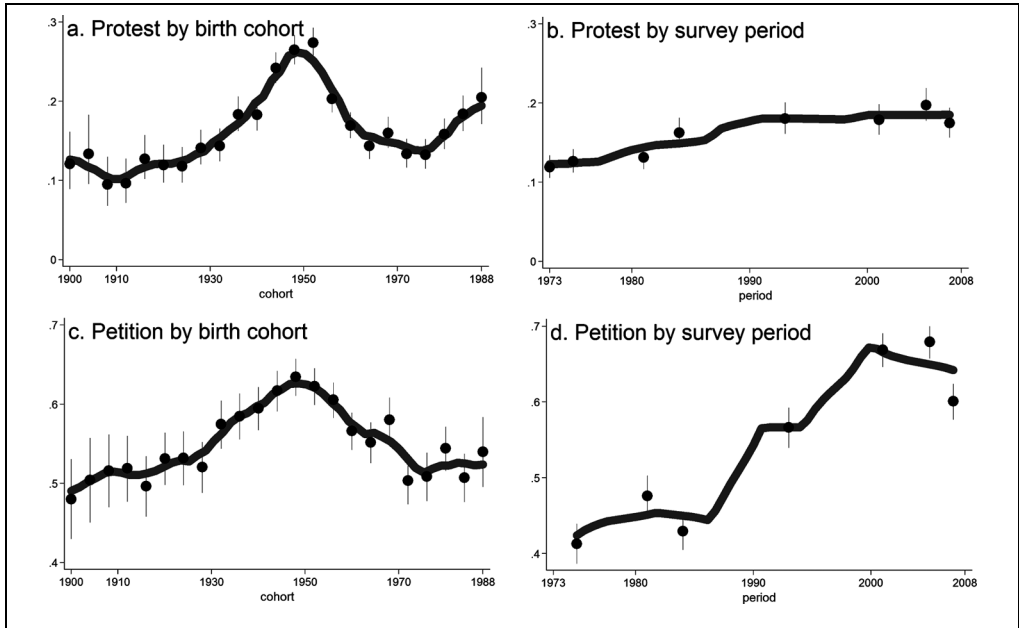 a. Protest by birth cohort
.3
.2
.1
0
1900 1910 1930 1950 1970 1988
cohort
b. Protest by survey period
.3
.2
.1
0
1973 1980 1990 2000 2008
period
c. Petition by birth cohort
.7
.6
.5
.4
1900 1910 1930 1950 1970 1988
cohort
d. Petition by survey period
.7
.6
.5
.4
1973 1980 1990 2000 2008
period